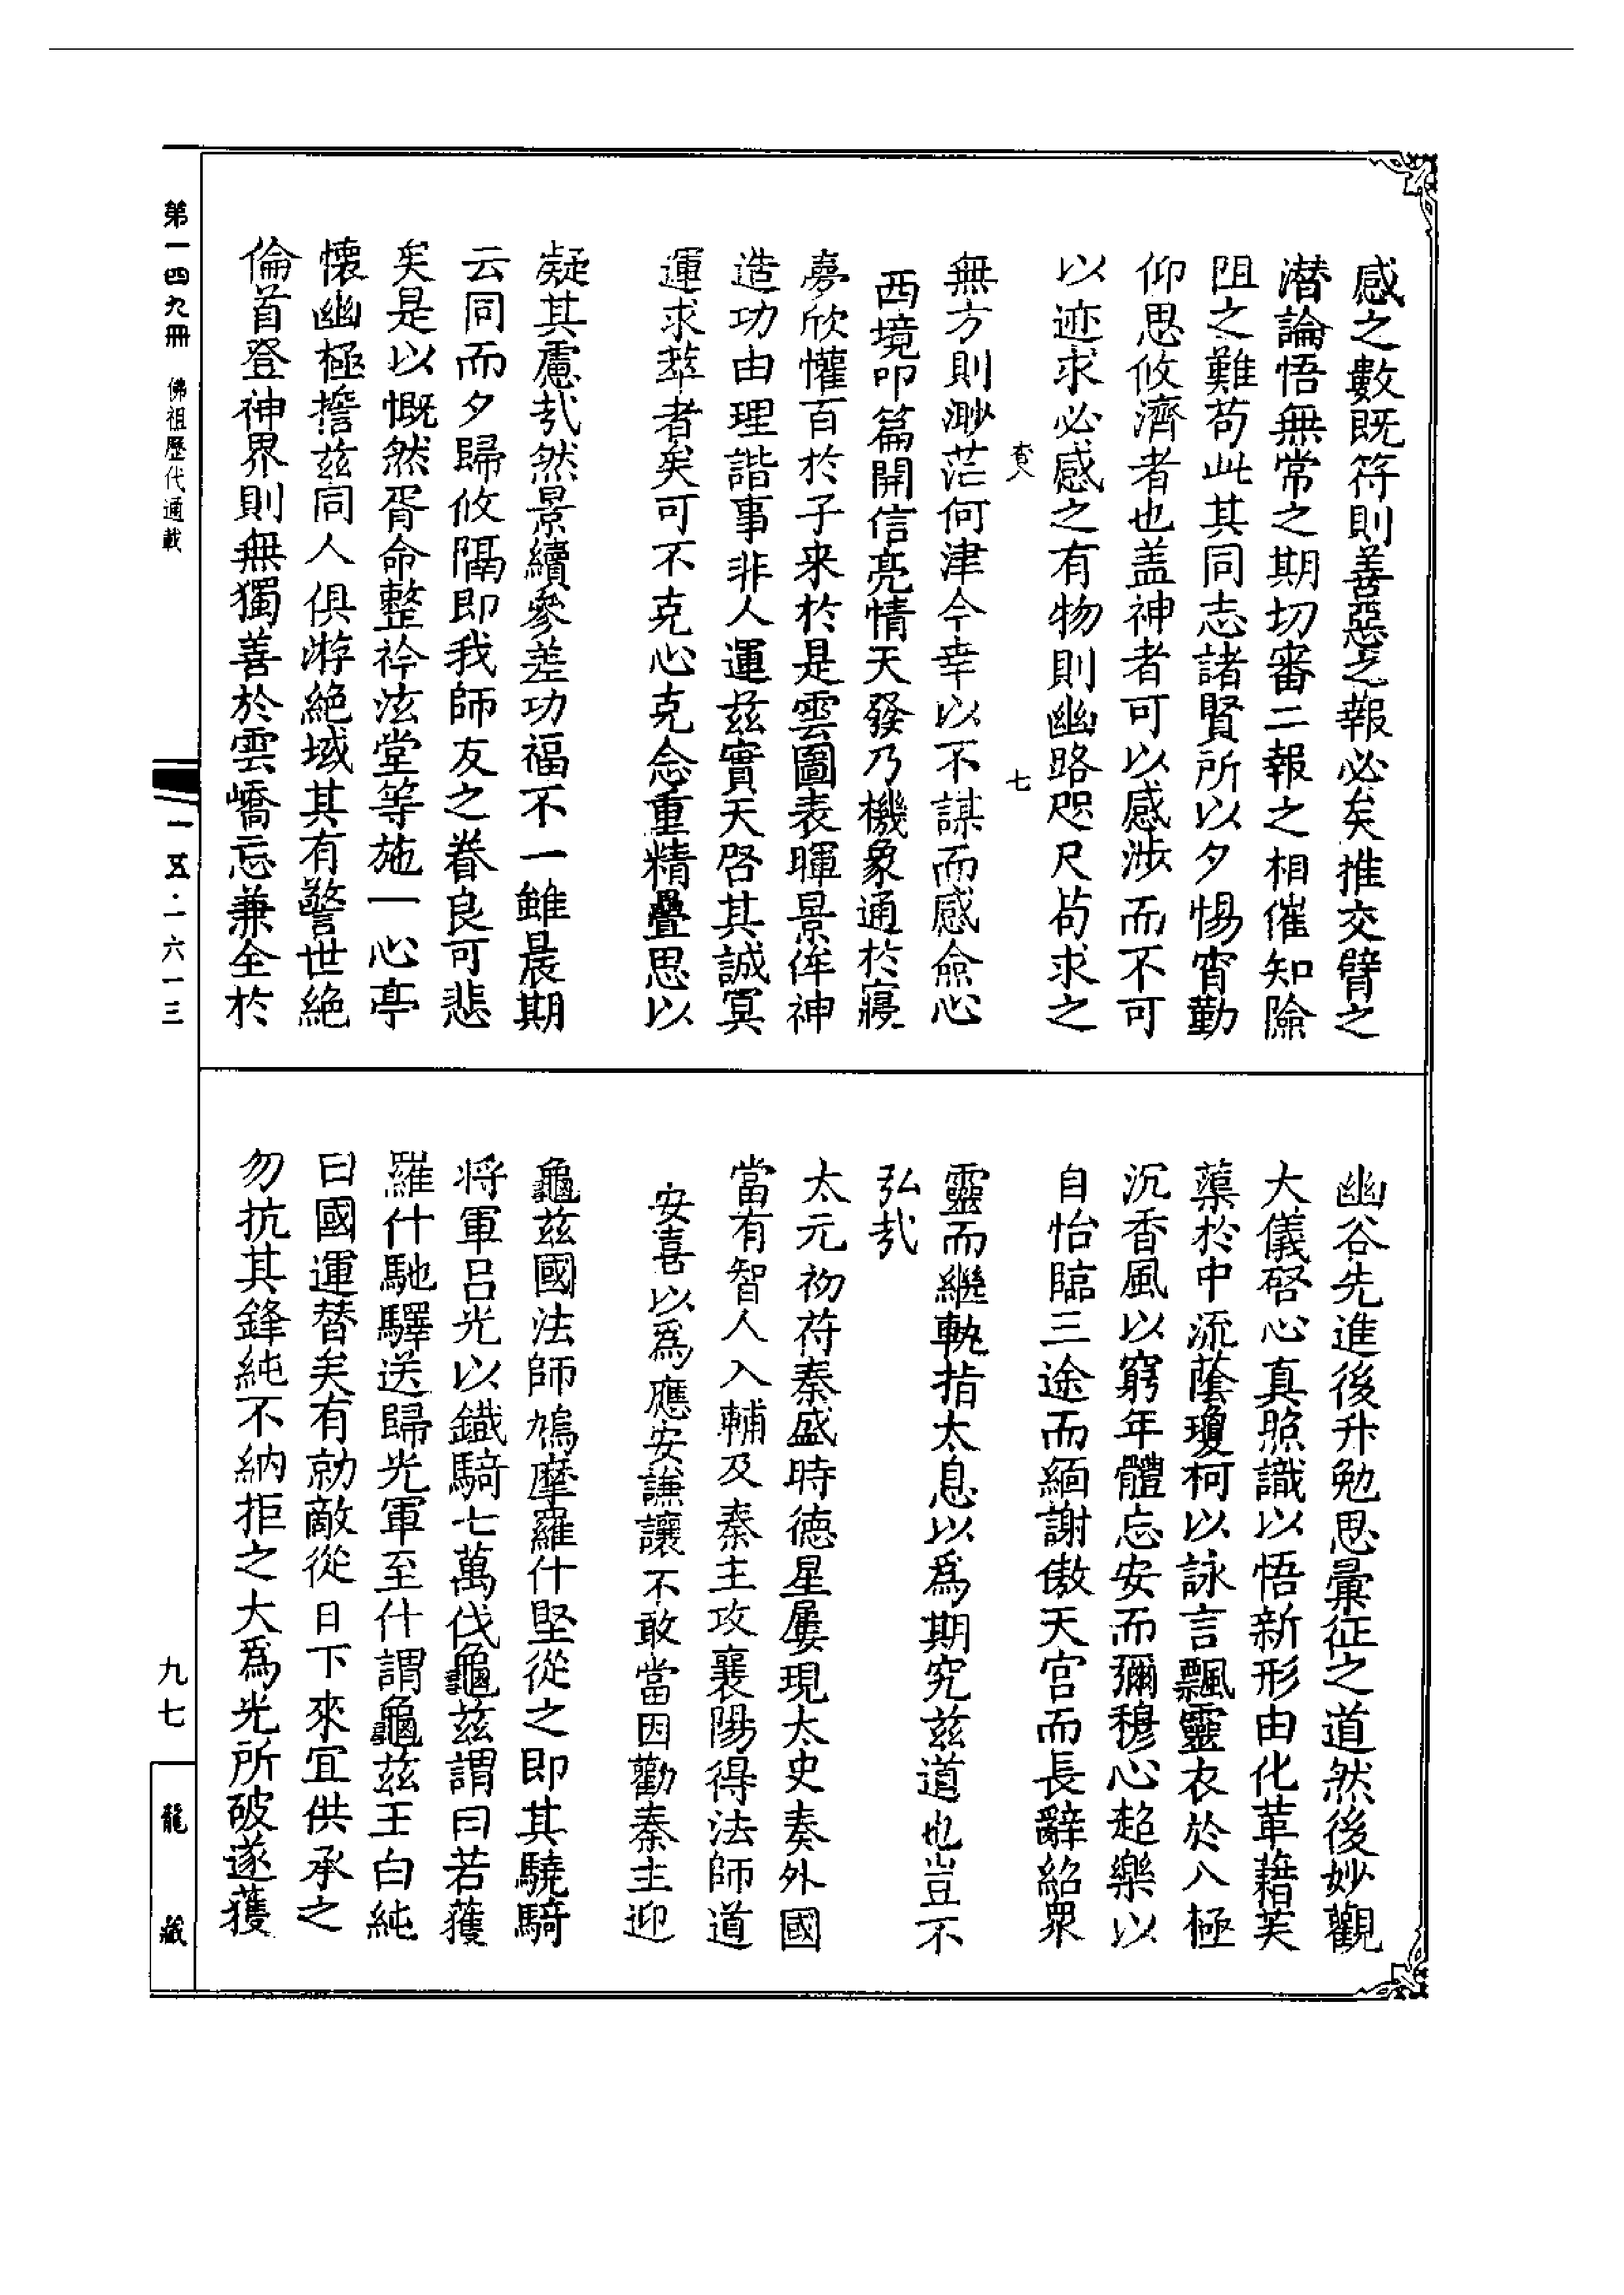 感之數既符則善惡之報必矣推交臂之
潜論悟無常之期切審二報之相催知險
阻之難苟此其同志諸賢所以夕惕宵勤
仰思攸濟者也盖神者可以感涉而不可
以迹求必感之有物則幽路咫尺苟求之
七
無方則渺茫何津今幸以不謀而感僉心
西境叩篇開信亮情天發乃機象通於寢
夢欣懽百於子来於是雲圖表暉景侔神
造功由理諧事非人運兹實天啓其誠冥
運求萃者矣可不克心克念重精疊思以
凝其慮哉然景績參差功福不一雖晨期
云同而夕歸攸隔即我師友之眷良可悲
矣是以慨然胥命整衿法堂等施一心亭
懷幽極擔兹同人俱游絕域其有警世絕
倫首登神界則無獨善於雲嶠忘兼全於
幽谷先進後升勉思彙征之道然後妙觀
大儀啓心真照識以悟新形由化革藉芙
蕖於中流蔭瓊柯以詠言飄靈衣於八極
沉香風以窮年體忘安而彌穆心超樂以
自怡臨三途而緬謝傲天宮而長辭紹衆
靈而繼軌指太息以爲期究兹道也豈不
弘哉
太元初苻秦盛時德星屢現太史奏外國
當有智人入輔及秦主攻襄陽得法師道
安喜以爲應安謙讓不敢當因勸秦主迎
龜兹國法師鳩摩羅什堅從之即其驍騎
將軍吕光以鐵騎七萬伐龜兹謂曰若獲
羅什馳驛送歸光軍至什謂龜兹王白純
曰國運替矣有勍敵從日下來宜供承之
勿抗其鋒純不納拒之大爲光所破遂獲
第一四九冊 佛祖歷代通載
一五·一六一三
九七
龍藏